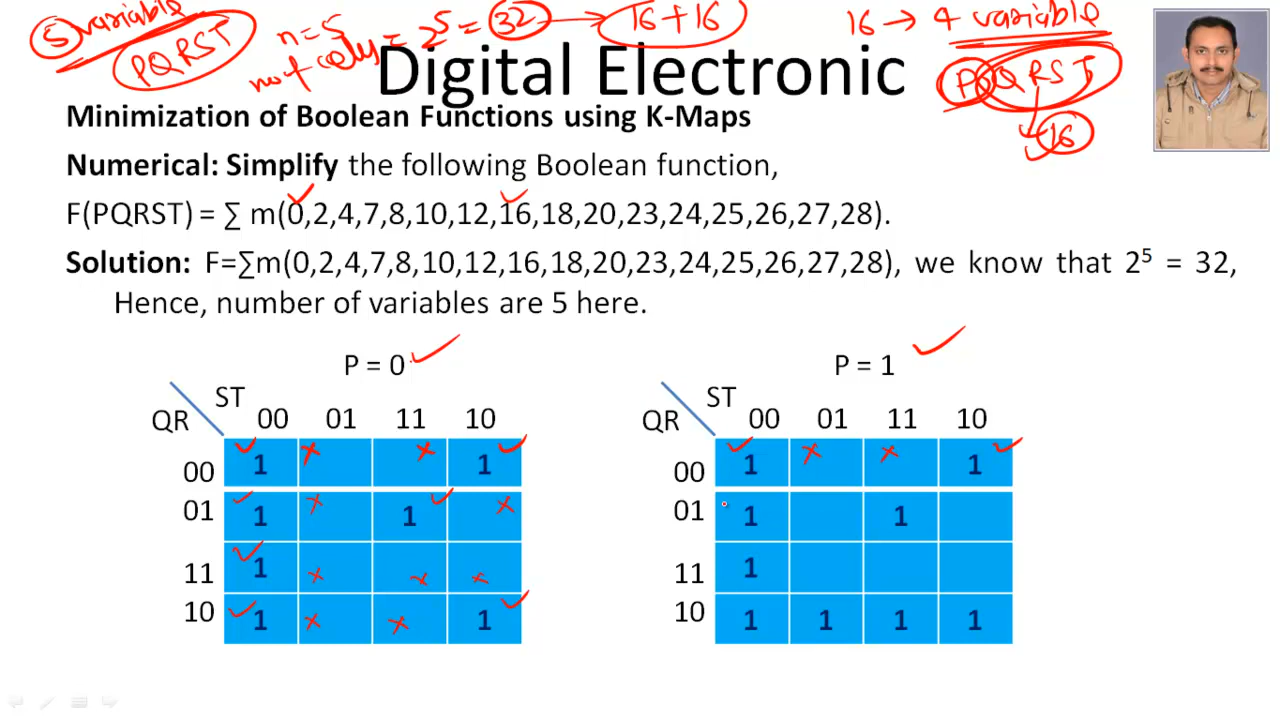 5 variable
PQRST
n=5
no of cells = 2^5 = 32 → 16+16
16 → 4 variable
P QRST
16
Digital Electronic
Minimization of Boolean Functions using K-Maps
Numerical: Simplify the following Boolean function,
F(PQRST) = ∑ m(0,2,4,7,8,10,12,16,18,20,23,24,25,26,27,28).
Solution: F=∑m(0,2,4,7,8,10,12,16,18,20,23,24,25,26,27,28), we know that 2⁵ = 32,
Hence, number of variables are 5 here.
P = 0
ST
QR 00 01 11 10
00 1 1
01 1 1
11 1
10 1 1
P = 1
ST
QR 00 01 11 10
00 1 1
01 1 1
11 1
10 1 1 1 1